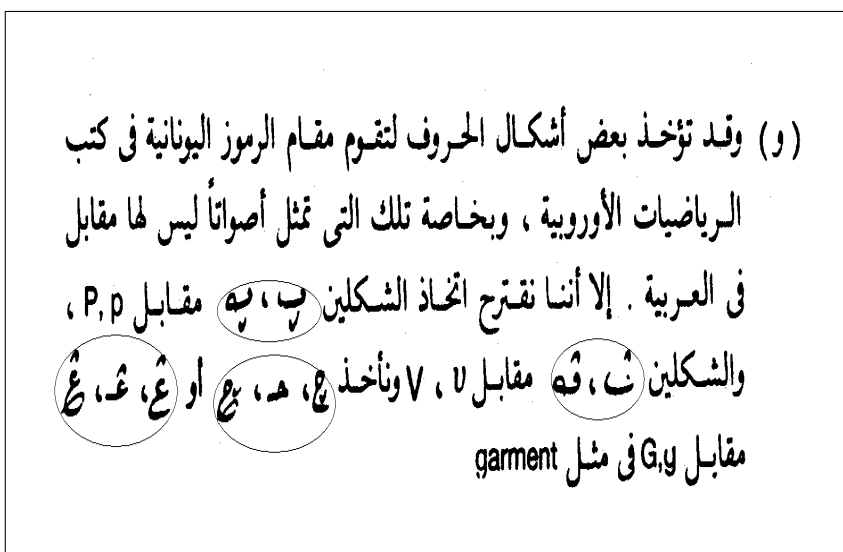 (و) وقد تؤخذ بعض أشكال الحروف لتقوم مقام الرموز اليونانية فى كتب
الرياضيات الأوروبية ، وبخاصة تلك التى تمثل أصواتاً ليس لها مقابل
فى العربية . إلا أننا نقترح اتخاذ الشكلين مقابل P, p ،
والشكلين مقابل V ، v ونأخذ أو
مقابل G,y فى مثل garment